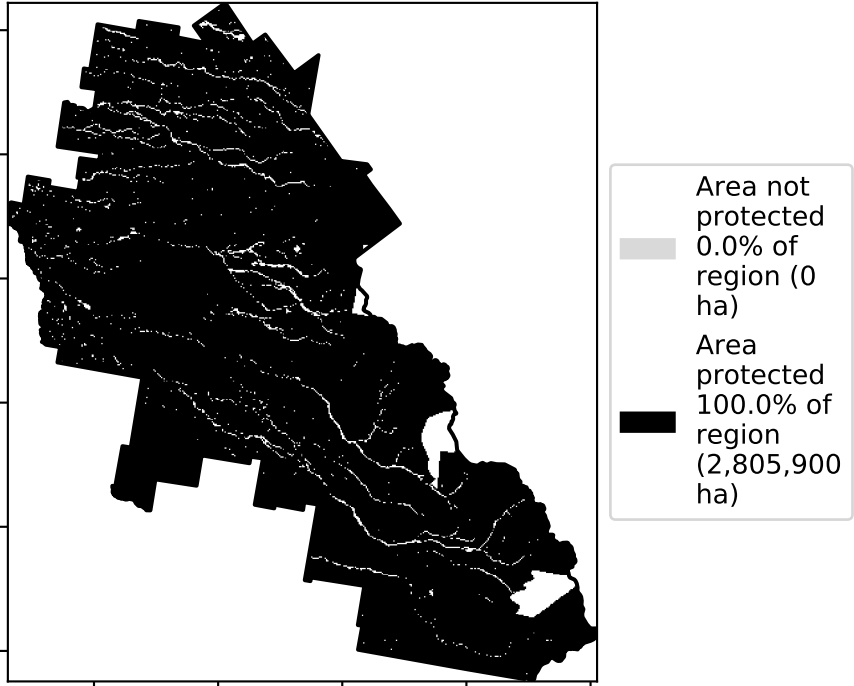 Area not
protected
0.0% of
region (0
ha)
Area
protected
100.0% of
region
(2,805,900
ha)